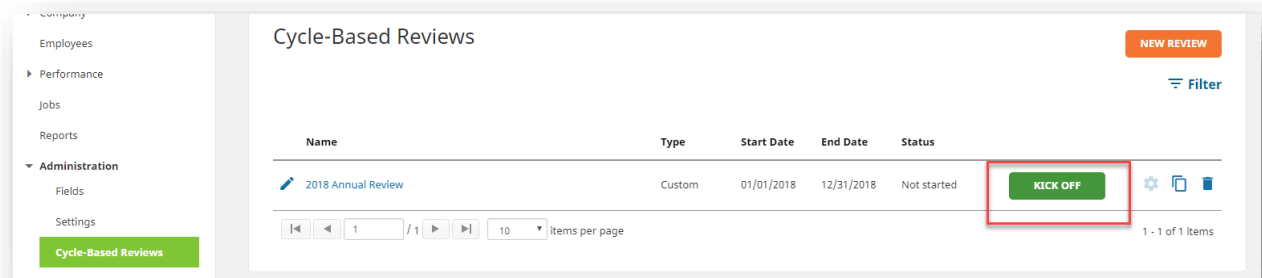 Company
Employees
Performance
Jobs
Reports
Administration
Fields
Settings
Cycle-Based Reviews
Cycle-Based Reviews
NEW REVIEW
Filter
Name Type Start Date End Date Status
2018 Annual Review Custom 01/01/2018 12/31/2018 Not started KICK OFF
1 / 1 10 items per page 1 - 1 of 1 items